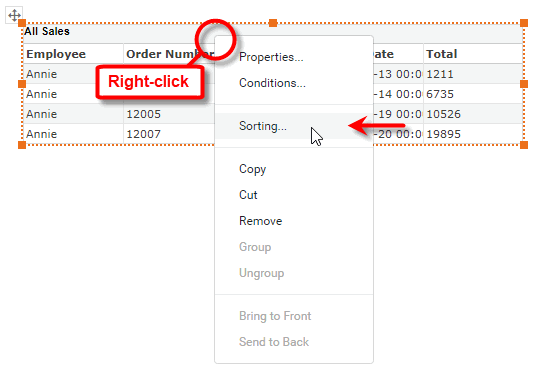 All Sales
Employee Order Number ate Total
Annie -13 00:0 1211
Annie -14 00:0 6735
Annie 12005 -19 00:0 10526
Annie 12007 -20 00:0 19895
Right-click
Properties...
Conditions...
Sorting...
Copy
Cut
Remove
Group
Ungroup
Bring to Front
Send to Back